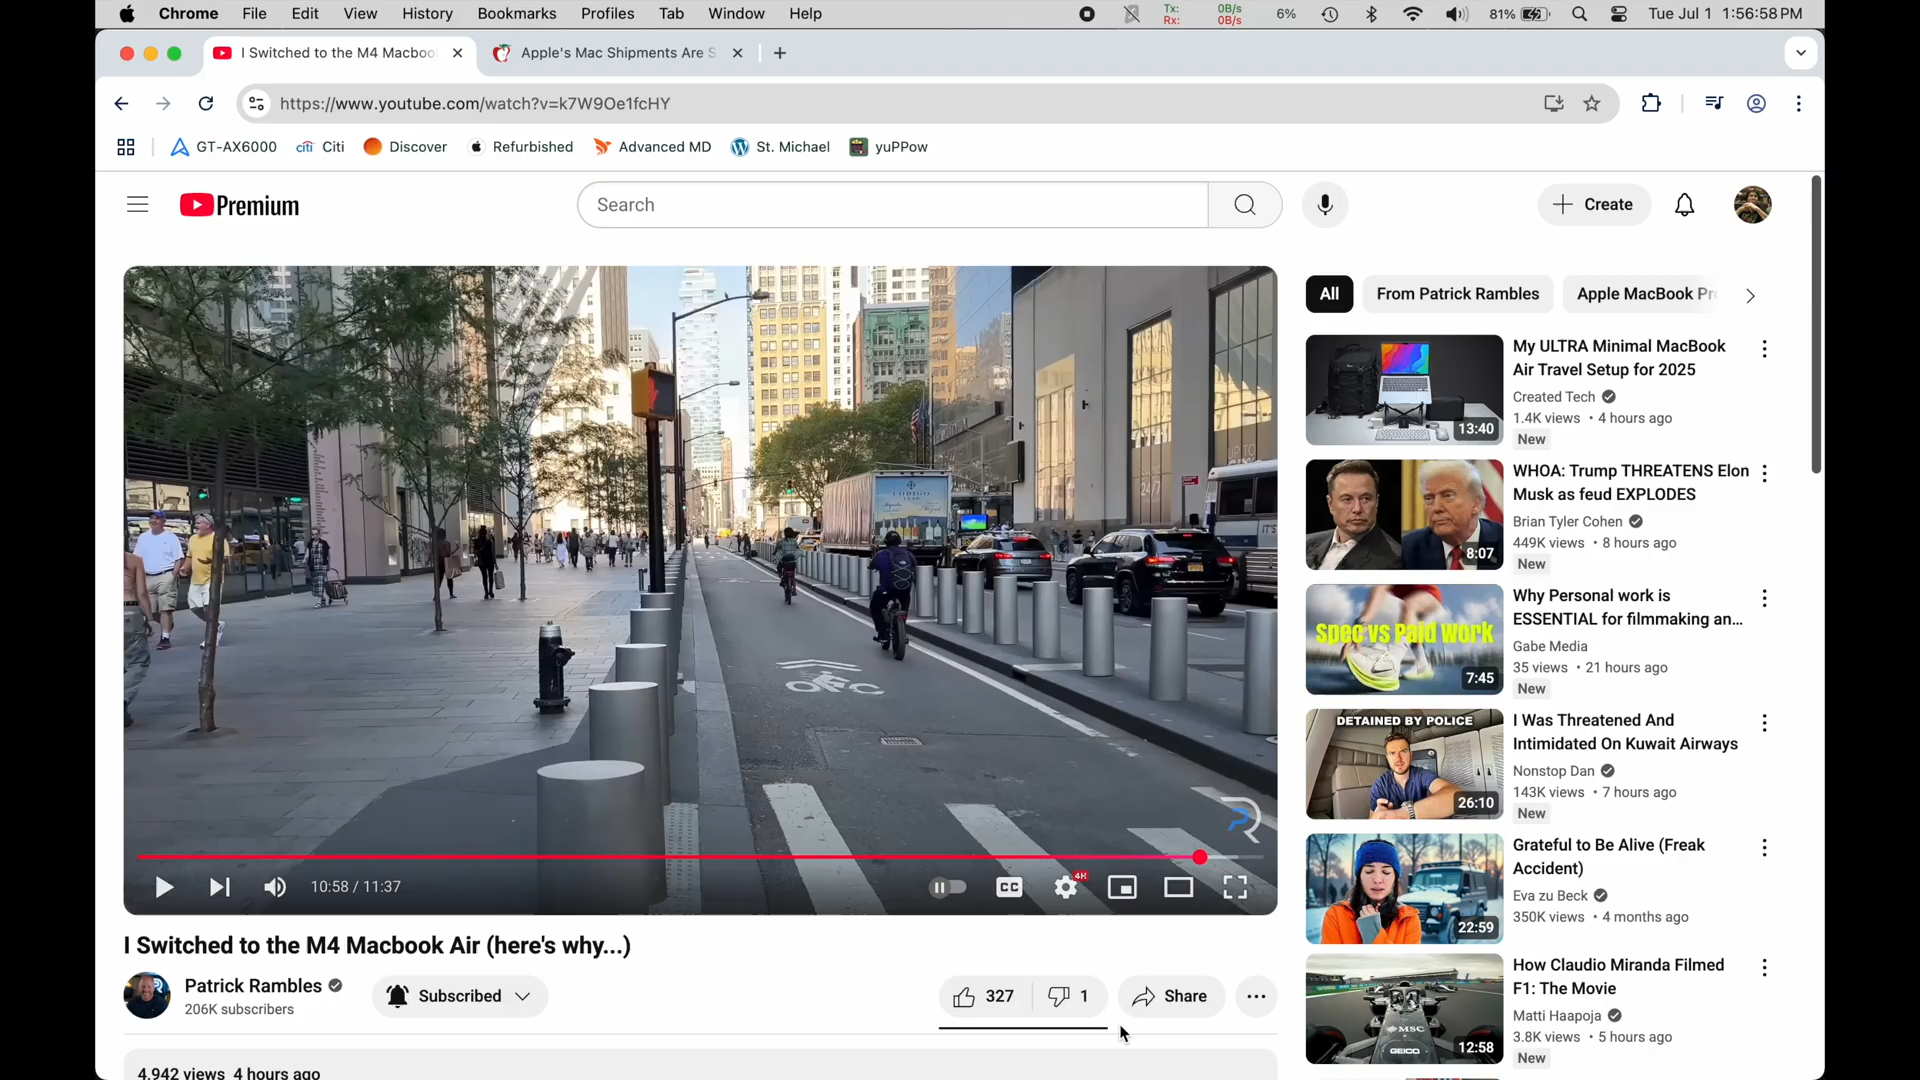 Chrome File Edit View History Bookmarks Profiles Tab Window Help
Tx: 0B/s
Rx: 0B/s
6%
81%
Tue Jul 1 1:56:58 PM
I Switched to the M4 Macboo
Apple's Mac Shipments Are S
https://www.youtube.com/watch?v=k7W9Oe1fcHY
GT-AX6000 citi Citi Discover Refurbished Advanced MD St. Michael yuPPow
Premium
Search
Create
All From Patrick Rambles Apple MacBook Pr
10:58 / 11:37
CC
4K
I Switched to the M4 Macbook Air (here's why...)
Patrick Rambles
206K subscribers
Subscribed
327
1
Share
4,942 views 4 hours ago
My ULTRA Minimal MacBook
Air Travel Setup for 2025
Created Tech
1.4K views • 4 hours ago
New
13:40
WHOA: Trump THREATENS Elon
Musk as feud EXPLODES
Brian Tyler Cohen
449K views • 8 hours ago
New
8:07
Why Personal work is
ESSENTIAL for filmmaking an...
Gabe Media
35 views • 21 hours ago
New
Spec vs Paid Work
7:45
I Was Threatened And
Intimidated On Kuwait Airways
Nonstop Dan
143K views • 7 hours ago
New
DETAINED BY POLICE
26:10
Grateful to Be Alive (Freak
Accident)
Eva zu Beck
350K views • 4 months ago
22:59
How Claudio Miranda Filmed
F1: The Movie
Matti Haapoja
3.8K views • 5 hours ago
New
MSC
GEICO
12:58